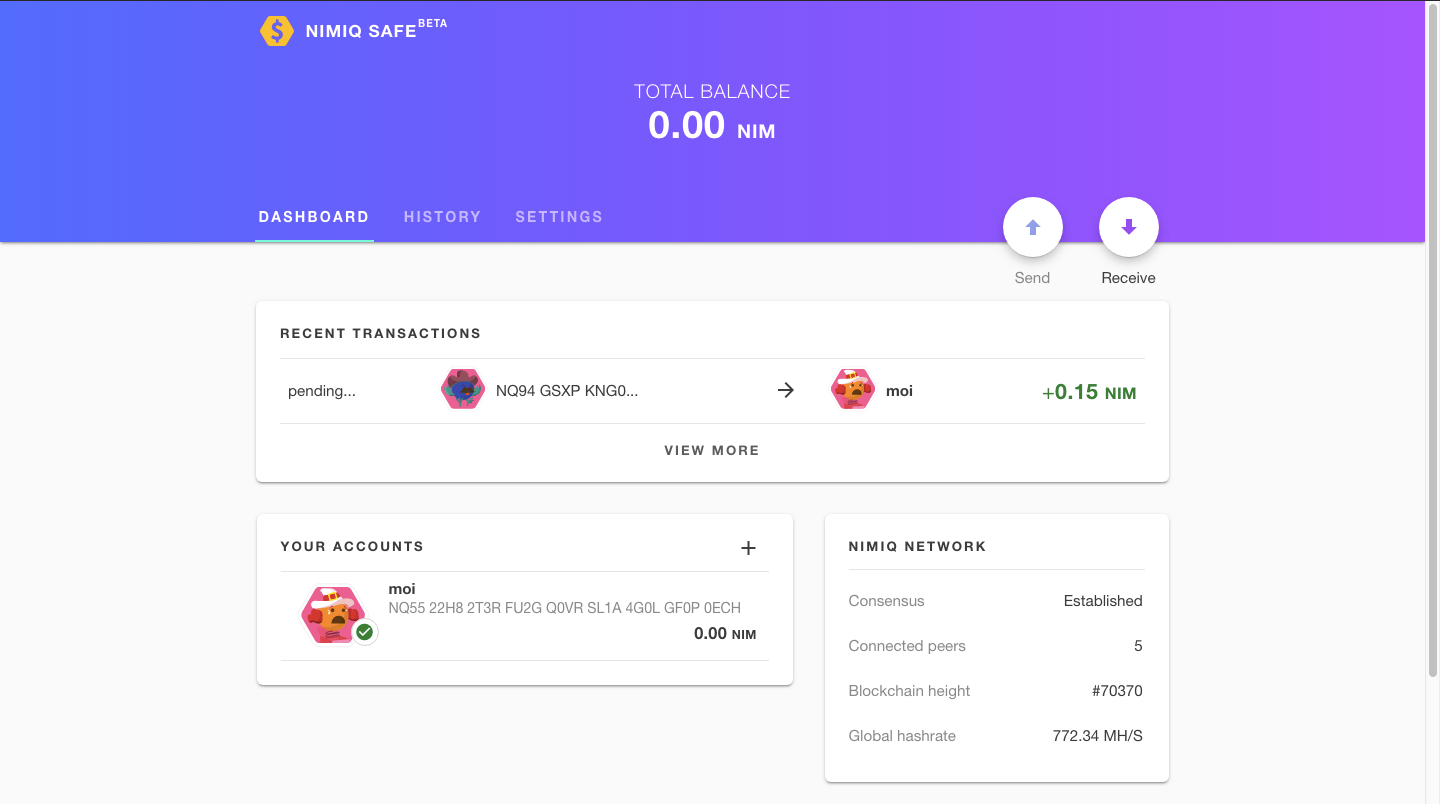 NIMIQ SAFE BETA
TOTAL BALANCE
0.00 NIM
DASHBOARD HISTORY SETTINGS
Send Receive
RECENT TRANSACTIONS
pending... NQ94 GSXP KNG0... moi +0.15 NIM
VIEW MORE
YOUR ACCOUNTS
moi
NQ55 22H8 2T3R FU2G Q0VR SL1A 4G0L GF0P 0ECH
0.00 NIM
NIMIQ NETWORK
Consensus Established
Connected peers 5
Blockchain height #70370
Global hashrate 772.34 MH/S